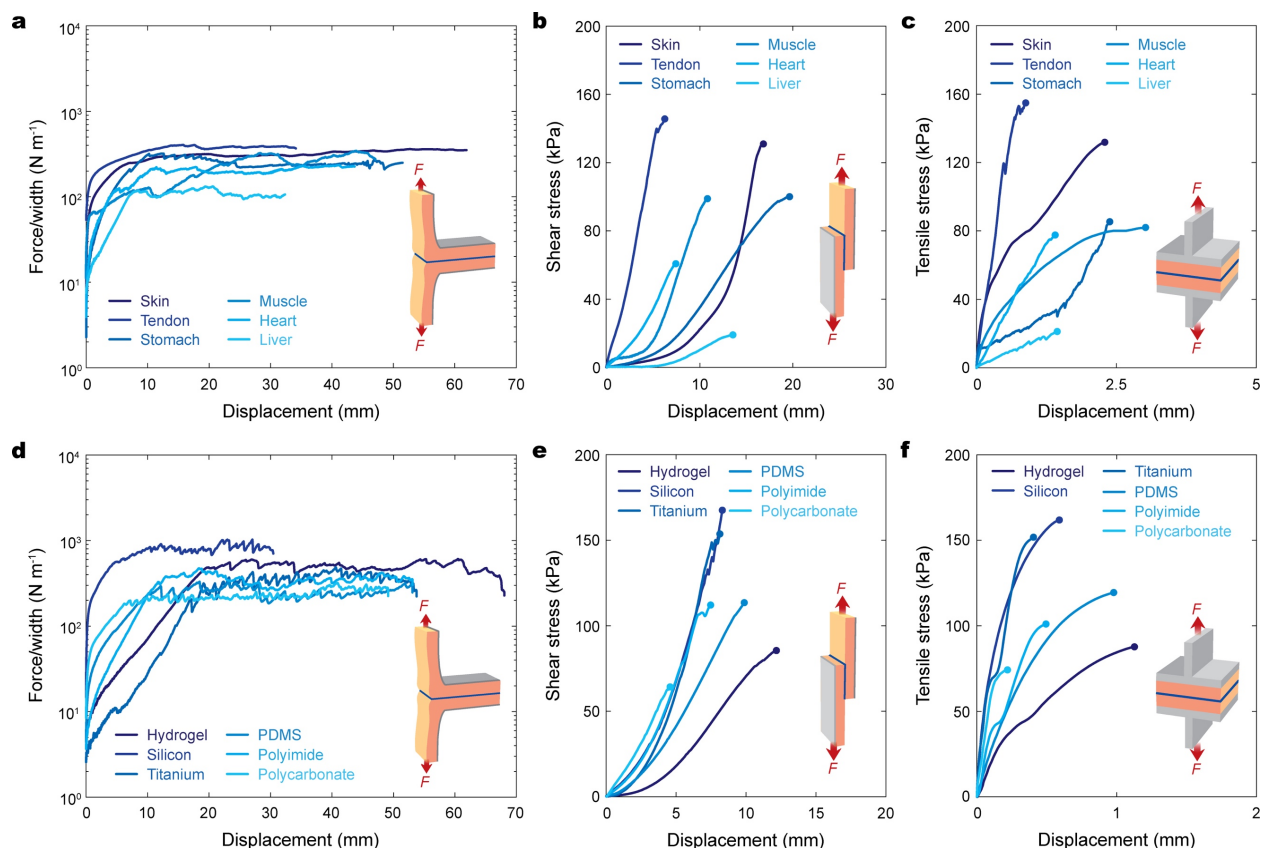 a
10⁴
10³
10²
10¹
10⁰
Force/width (N m⁻¹)
Skin
Tendon
Stomach
Muscle
Heart
Liver
F
F
0 10 20 30 40 50 60 70
Displacement (mm)
b
200
160
120
80
40
0
Shear stress (kPa)
Skin
Tendon
Stomach
Muscle
Heart
Liver
F
F
0 10 20 30
Displacement (mm)
c
200
160
120
80
40
0
Tensile stress (kPa)
Skin
Tendon
Stomach
Muscle
Heart
Liver
F
F
0 2.5 5
Displacement (mm)
d
10⁴
10³
10²
10¹
10⁰
Force/width (N m⁻¹)
Hydrogel
Silicon
Titanium
PDMS
Polyimide
Polycarbonate
F
F
0 10 20 30 40 50 60 70
Displacement (mm)
e
200
150
100
50
0
Shear stress (kPa)
Hydrogel
Silicon
Titanium
PDMS
Polyimide
Polycarbonate
F
F
0 5 10 15 20
Displacement (mm)
f
200
150
100
50
0
Tensile stress (kPa)
Hydrogel
Silicon
Titanium
PDMS
Polyimide
Polycarbonate
F
F
0 1 2
Displacement (mm)